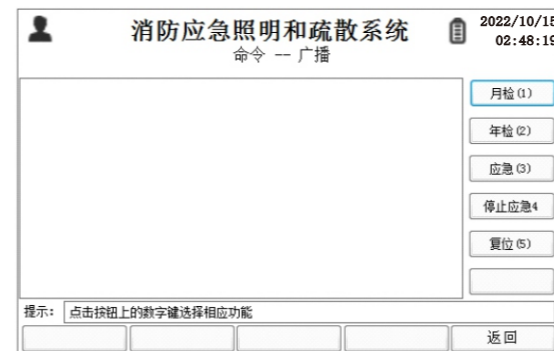 消防应急照明和疏散系统
2022/10/15
02:48:19
命令 -- 广播
月检(1)
年检(2)
应急(3)
停止应急4
复位(5)
提示: 点击按钮上的数字键选择相应功能
返回